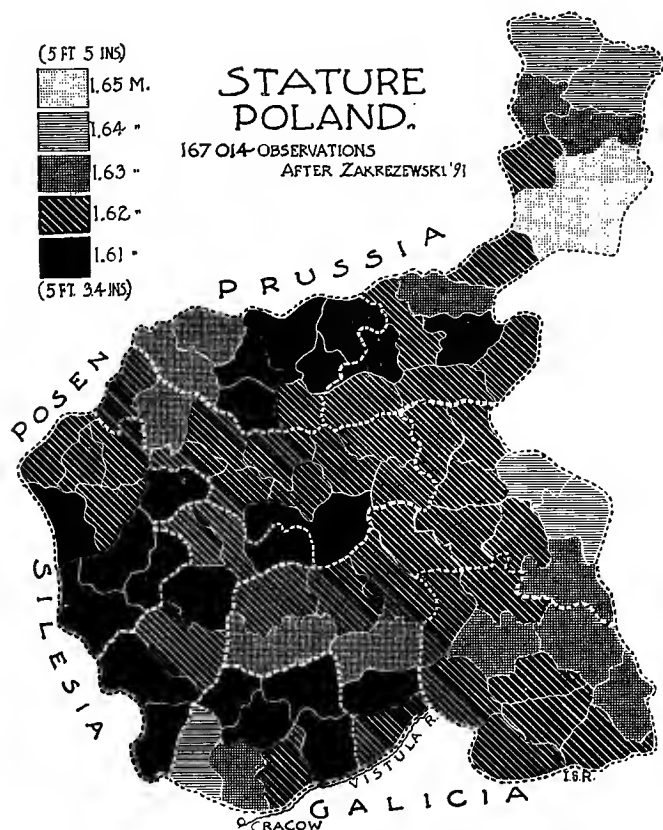 (5 FT 5 INS)
1.65 M.
1.64 "
1.63 "
1.62 "
1.61 "
(5 FT. 3.4 INS)
STATURE
POLAND.
167 014 OBSERVATIONS
AFTER ZAKREZEWSKI '91
PRUSSIA
POSEN
SILESIA
VISTULA R.
GALICIA
CRACOW
I.S.R.